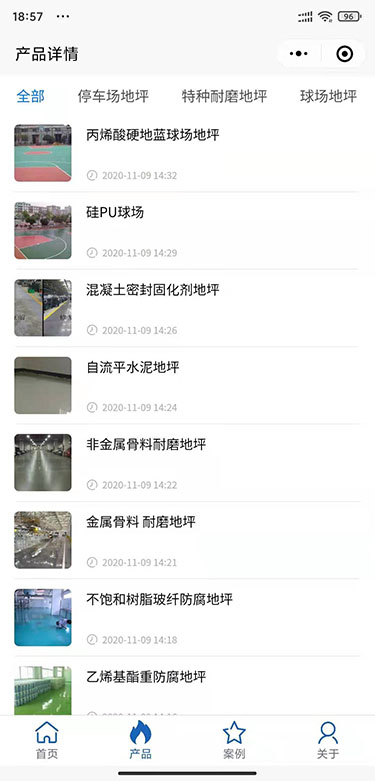 18:57 ...
96
产品详情
全部 停车场地坪 特种耐磨地坪 球场地坪
丙烯酸硬地蓝球场地坪
2020-11-09 14:32
硅PU球场
2020-11-09 14:29
混凝土密封固化剂地坪
2020-11-09 14:26
自流平水泥地坪
2020-11-09 14:24
非金属骨料耐磨地坪
2020-11-09 14:22
金属骨料 耐磨地坪
2020-11-09 14:21
不饱和树脂玻纤防腐地坪
2020-11-09 14:18
乙烯基酯重防腐地坪
首页 产品 案例 关于